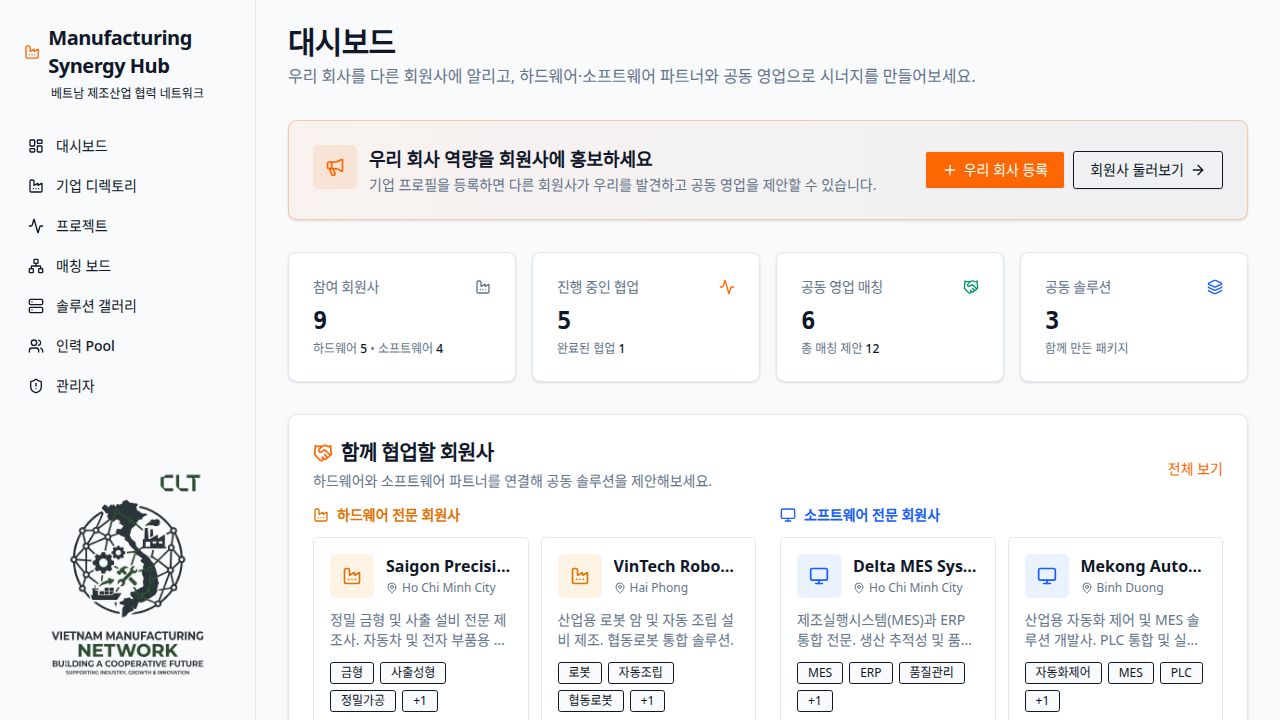 Manufacturing
Synergy Hub
베트남 제조산업 협력 네트워크
대시보드
기업 디렉토리
프로젝트
매칭 보드
솔루션 갤러리
인력 Pool
관리자
CLT
VIETNAM MANUFACTURING
NETWORK
BUILDING A COOPERATIVE FUTURE
SUPPORTING INDUSTRY, GROWTH & INNOVATION
대시보드
우리 회사를 다른 회원사에 알리고, 하드웨어·소프트웨어 파트너와 공동 영업으로 시너지를 만들어보세요.
우리 회사 역량을 회원사에 홍보하세요
기업 프로필을 등록하면 다른 회원사가 우리를 발견하고 공동 영업을 제안할 수 있습니다.
우리 회사 등록
회원사 둘러보기
참여 회원사
9
하드웨어 5 • 소프트웨어 4
진행 중인 협업
5
완료된 협업 1
공동 영업 매칭
6
총 매칭 제안 12
공동 솔루션
3
함께 만든 패키지
함께 협업할 회원사
하드웨어와 소프트웨어 파트너를 연결해 공동 솔루션을 제안해보세요.
전체 보기
하드웨어 전문 회원사
Saigon Precisi...
Ho Chi Minh City
정밀 금형 및 사출 설비 전문 제
조사. 자동차 및 전자 부품용 ...
금형
사출성형
정밀가공
+1
VinTech Robo...
Hai Phong
산업용 로봇 암 및 자동 조립 설
비 제조. 협동로봇 통합 솔루션.
로봇
자동조립
협동로봇
+1
소프트웨어 전문 회원사
Delta MES Sys...
Ho Chi Minh City
제조실행시스템(MES)과 ERP
통합 전문. 생산 추적성 및 품...
MES
ERP
품질관리
+1
Mekong Auto...
Binh Duong
산업용 자동화 제어 및 MES 솔
루션 개발사. PLC 통합 및 실...
자동화제어
MES
PLC
+1